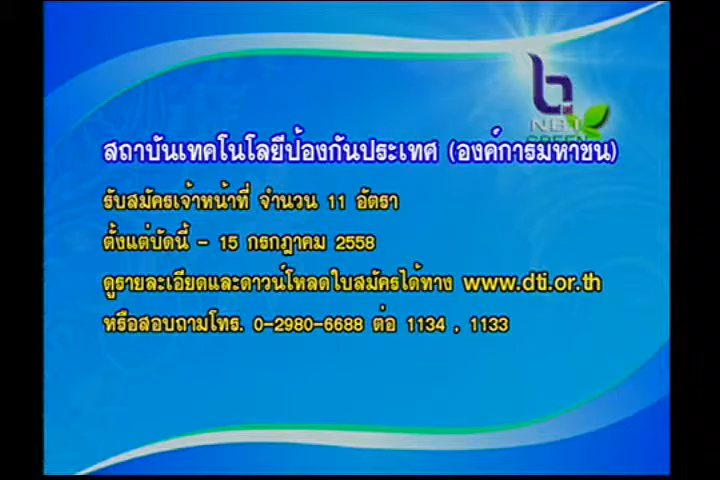 NBT
GREEN
สถาบันเทคโนโลยีป้องกันประเทศ (องค์การมหาชน)
รับสมัครเจ้าหน้าที่ จำนวน 11 อัตรา
ตั้งแต่บัดนี้ - 15 กรกฎาคม 2558
ดูรายละเอียดและดาวน์โหลดใบสมัครได้ทาง www.dti.or.th
หรือสอบถามโทร. 0-2980-6688 ต่อ 1134 , 1133